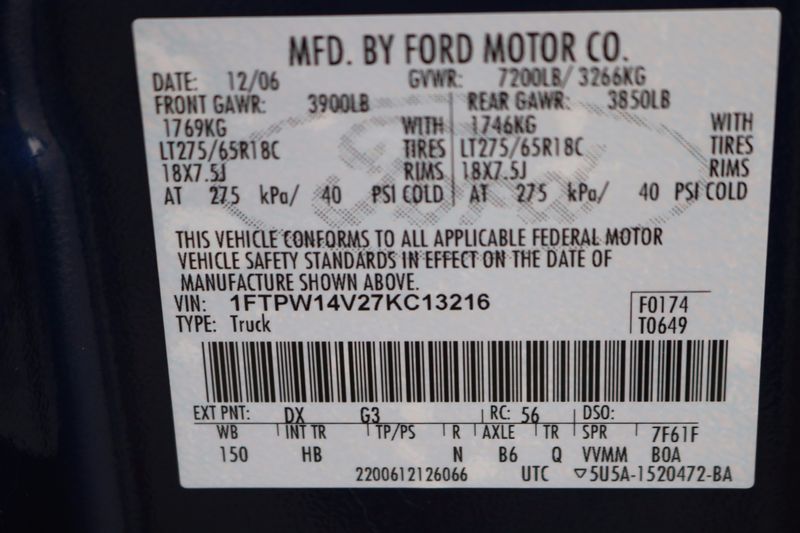 MFD. BY FORD MOTOR CO.
DATE: 12/06 GVWR: 7200LB/ 3266KG
FRONT GAWR: 3900LB REAR GAWR: 3850LB
1769KG WITH 1746KG WITH
LT275/65R18C TIRES LT275/65R18C TIRES
18X7.5J RIMS 18X7.5J RIMS
AT 275 kPa/ 40 PSI COLD AT 275 kPa/ 40 PSI COLD
THIS VEHICLE CONFORMS TO ALL APPLICABLE FEDERAL MOTOR
VEHICLE SAFETY STANDARDS IN EFFECT ON THE DATE OF
MANUFACTURE SHOWN ABOVE.
VIN: 1FTPW14V27KC13216 F0174
TYPE: Truck T0649
EXT PNT: DX G3 RC: 56 DSO:
WB INT TR TP/PS R AXLE TR SPR 7F61F
150 HB N B6 Q VVMM BOA
2200612126066 UTC ▽5U5A-1520472-BA